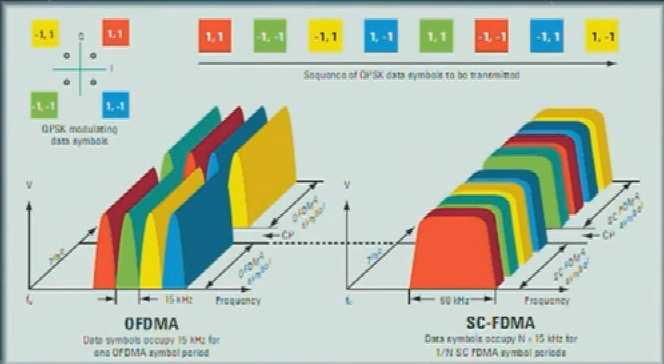 -1, 1
1, 1
Q
I
-1, -1
1, -1
QPSK modulating
data symbols
1, 1
-1, -1
-1, 1
1, -1
1, 1
-1, -1
-1, 1
1, -1
Sequence of QPSK data symbols to be transmitted
V
Time
OFDMA
symbol
CP
OFDMA
symbol
fc
15 kHz
Frequency
OFDMA
Data symbols occupy 15 kHz for
one OFDMA symbol period
V
Time
SC-FDMA
symbol
CP
SC-FDMA
symbol
fc
60 kHz
Frequency
SC-FDMA
Data symbols occupy N × 15 kHz for
1/N SC-FDMA symbol periods